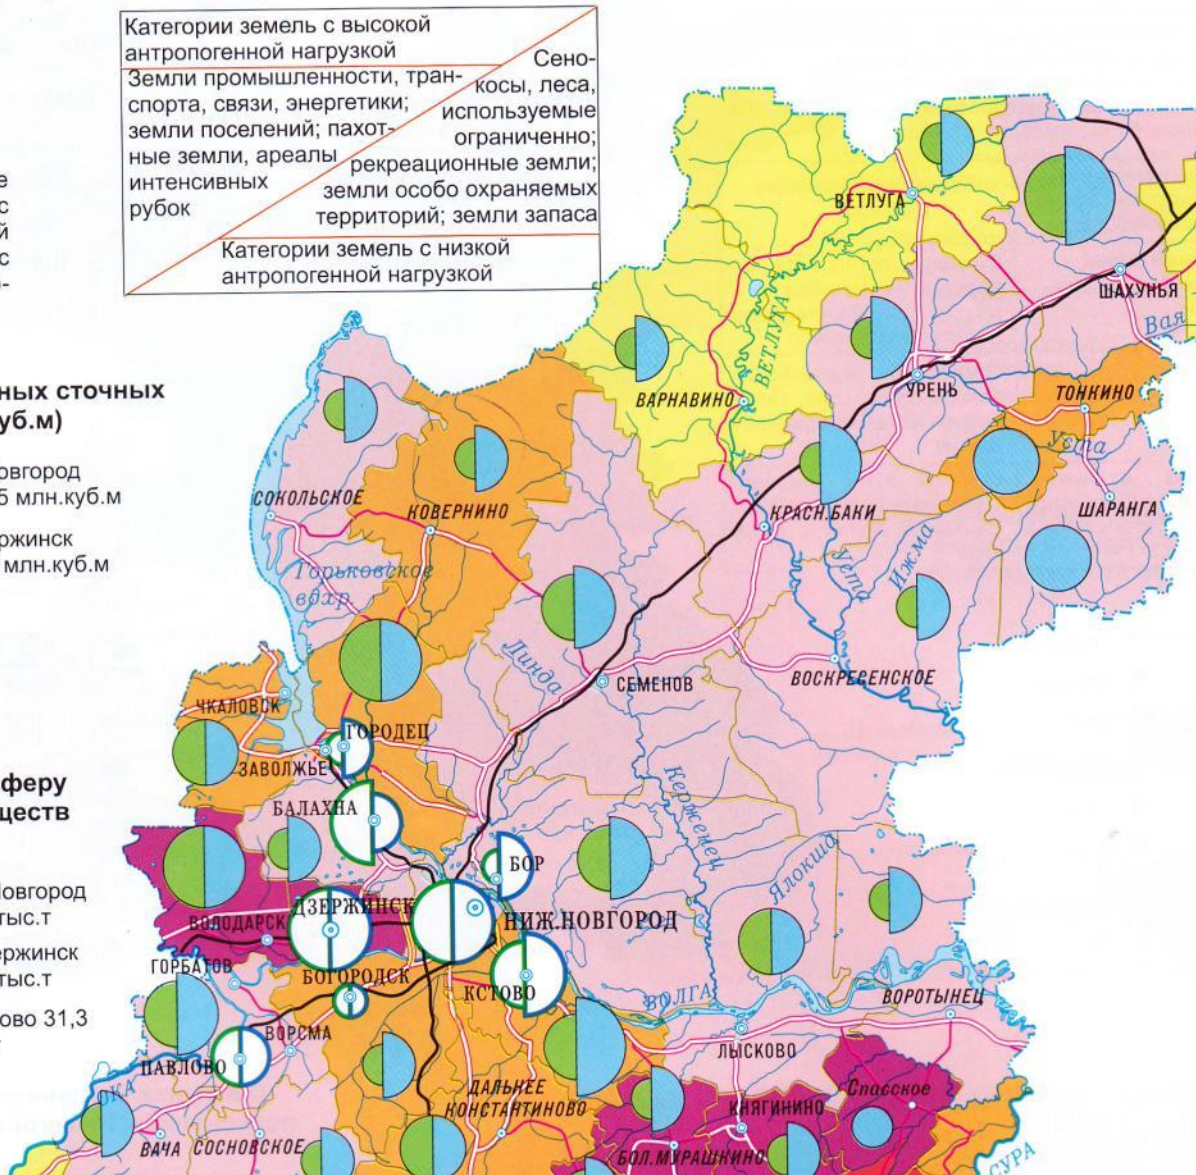 Категории земель с высокой
антропогенной нагрузкой
Земли промышленности, тран-
спорта, связи, энергетики;
земли поселений; пахот-
ные земли, ареалы
интенсивных
рубок
Сено-
косы, леса,
используемые
ограниченно;
рекреационные земли;
земли особо охраняемых
территорий; земли запаса
Категории земель с низкой
антропогенной нагрузкой
е
с
й
с
-
ных сточных
уб.м)
овгород
5 млн.куб.м
ржинск
млн.куб.м
феру
ществ
Новгород
тыс.т
ержинск
тыс.т
ово 31,3
ВЕТЛУГА
ШАХУНЬЯ
Вая
ВЕТЛУГА
ВАРНАВИНО
УРЕНЬ
ТОНКИНО
Уста
ШАРАНГА
СОКОЛЬСКОЕ
КОВЕРНИНО
КРАСН.БАКИ
Горьковское
вдхр.
Уста
Ижма
Линда
СЕМЕНОВ
ВОСКРЕСЕНСКОЕ
ЧКАЛОВСК
ГОРОДЕЦ
ЗАВОЛЖЬЕ
БАЛАХНА
Керженец
БОР
Ялокша
ДЗЕРЖИНСК
НИЖ.НОВГОРОД
ВОЛОДАРСК
ГОРБАТОВ
БОГОРОДСК
КСТОВО
ВОЛГА
ВОРОТЫНЕЦ
ВОРСМА
ЛЫСКОВО
ПАВЛОВО
ОКА
ДАЛЬНЕЕ
КОНСТАНТИНОВО
Спасское
КНЯГИНИНО
ВАЧА
СОСНОВСКОЕ
БОЛ.МУРАШКИНО
СУРА